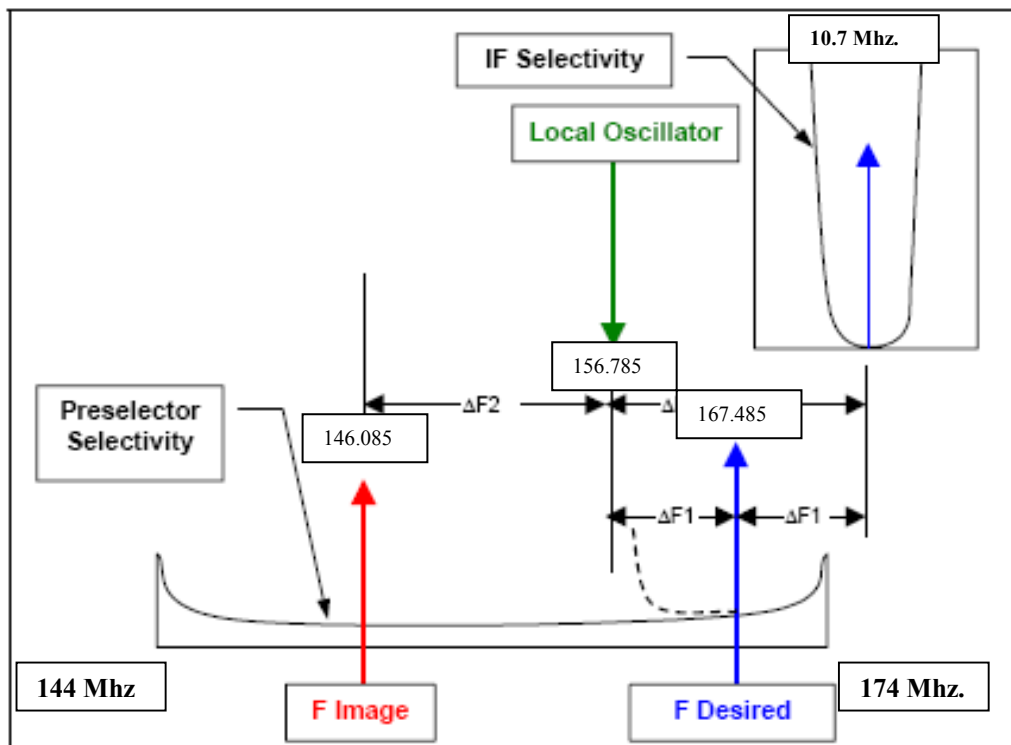 10.7 Mhz.
IF Selectivity
Local Oscillator
156.785
Preselector
Selectivity
ΔF2
Δ
167.485
146.085
ΔF1
ΔF1
144 Mhz
174 Mhz.
F Image
F Desired